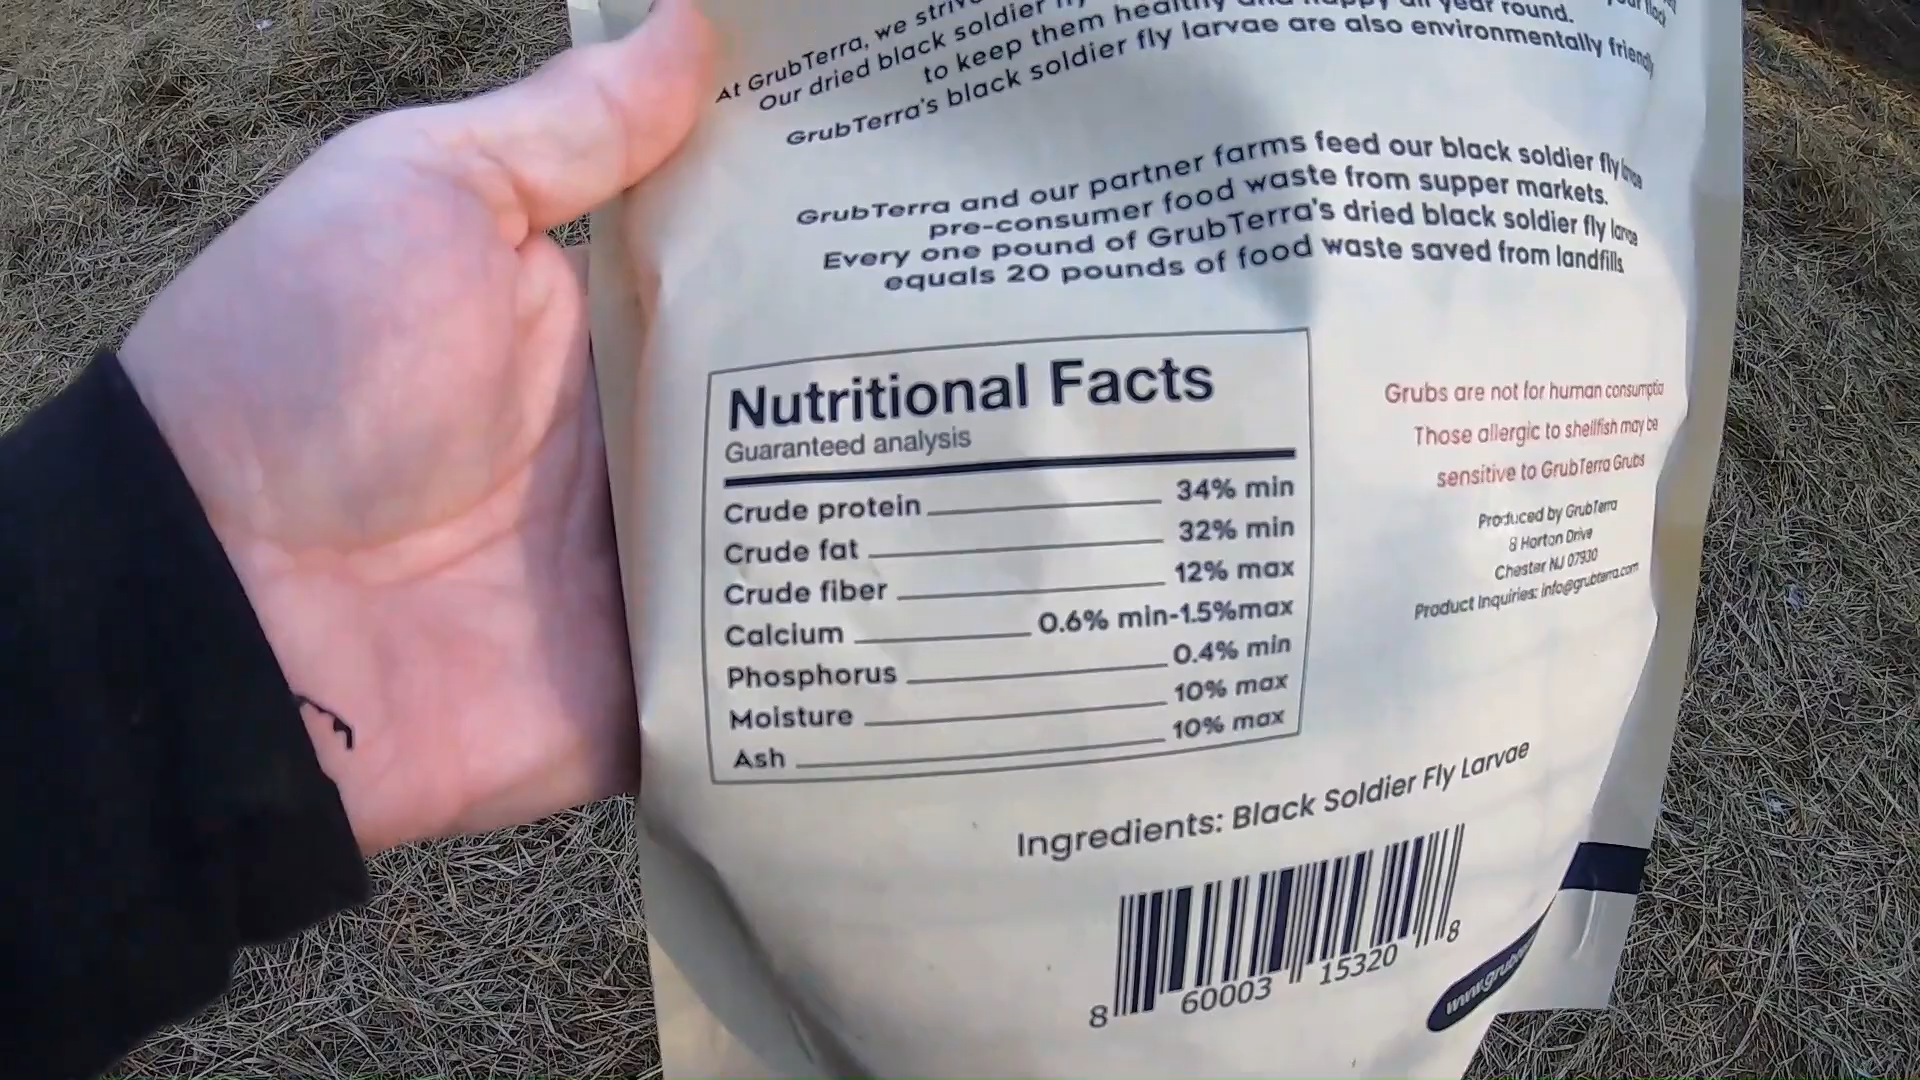 At GrubTerra, we
Our dried black soldier
to keep them healthy and happy all year round.
GrubTerra's black soldier fly larvae are also environmentally friendly
GrubTerra and our partner farms feed our black soldier fly
pre-consumer food waste from supper markets.
Every one pound of GrubTerra's dried black soldier fly
equals 20 pounds of food waste saved from landfills
Nutritional Facts
Guaranteed analysis
Crude protein 34% min
Crude fat 32% min
Crude fiber 12% max
Calcium 0.6% min-1.5%max
Phosphorus 0.4% min
Moisture 10% max
Ash 10% max
Grubs are not for human
Those allergic to shellfish may be
sensitive to GrubTerra Grubs
Produced by GrubTerra
8 Horton Drive
Chester NJ 07930
Product Inquiries: info@grubterra.com
Ingredients: Black Soldier Fly Larvae
8 60003 15320 8